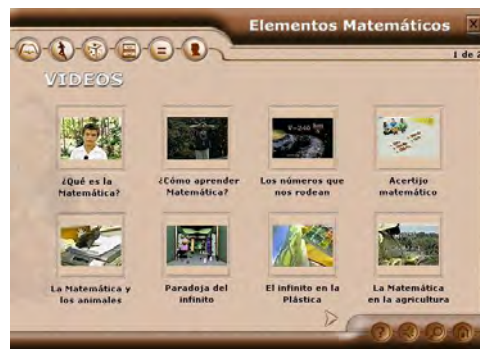 Elementos Matemáticos X
1 de 2
VIDEOS
¿Qué es la
Matemática?
¿Cómo aprender
Matemática?
Los números que
nos rodean
Acertijo
matemático
La Matemática y
los animales
Paradoja del
infinito
El infinito en la
Plástica
La Matemática
en la agricultura